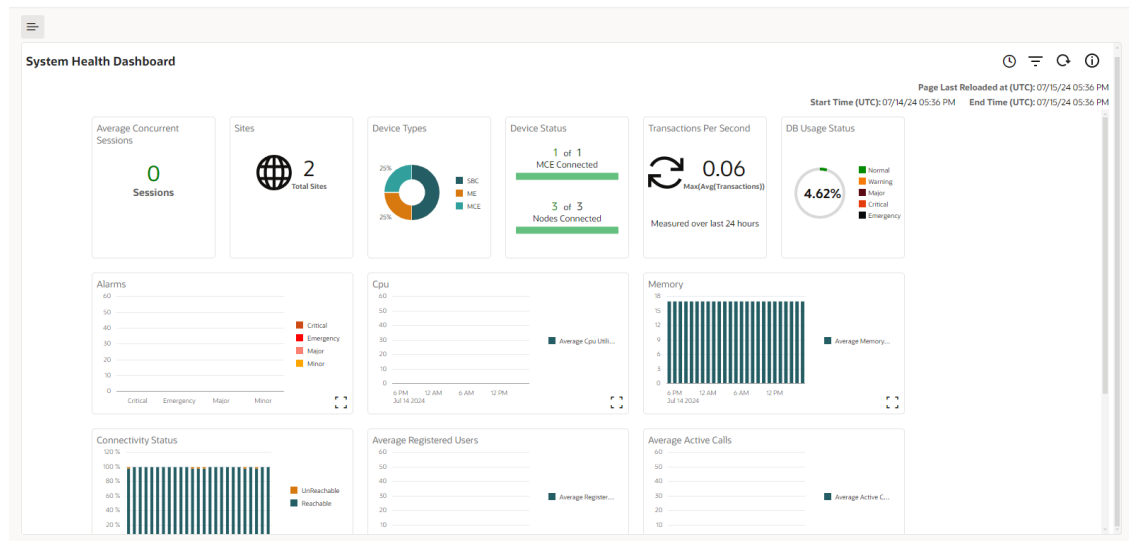 System Health Dashboard
Page Last Reloaded at (UTC): 07/15/24 05:36 PM
Start Time (UTC): 07/14/24 05:36 PM End Time (UTC): 07/15/24 05:36 PM
Average Concurrent
Sessions
0
Sessions
Sites
2
Total Sites
Device Types
25%
25%
SBC
ME
MCE
Device Status
1 of 1
MCE Connected
3 of 3
Nodes Connected
Transactions Per Second
0.06
Max(Avg(Transactions))
Measured over last 24 hours
DB Usage Status
4.62%
Normal
Warning
Major
Critical
Emergency
Alarms
60
50
40
30
20
10
0
Critical Emergency Major Minor
Critical
Emergency
Major
Minor
Cpu
60
50
40
30
20
10
0
6 PM 12 AM 6 AM 12 PM
Jul 14 2024
Average Cpu Utili...
Memory
18
15
12
9
6
3
0
6 PM 12 AM 6 AM 12 PM
Jul 14 2024
Average Memory...
Connectivity Status
120 %
100 %
80 %
60 %
40 %
20 %
UnReachable
Reachable
Average Registered Users
60
50
40
30
20
10
Average Register...
Average Active Calls
60
50
40
30
20
10
Average Active C...